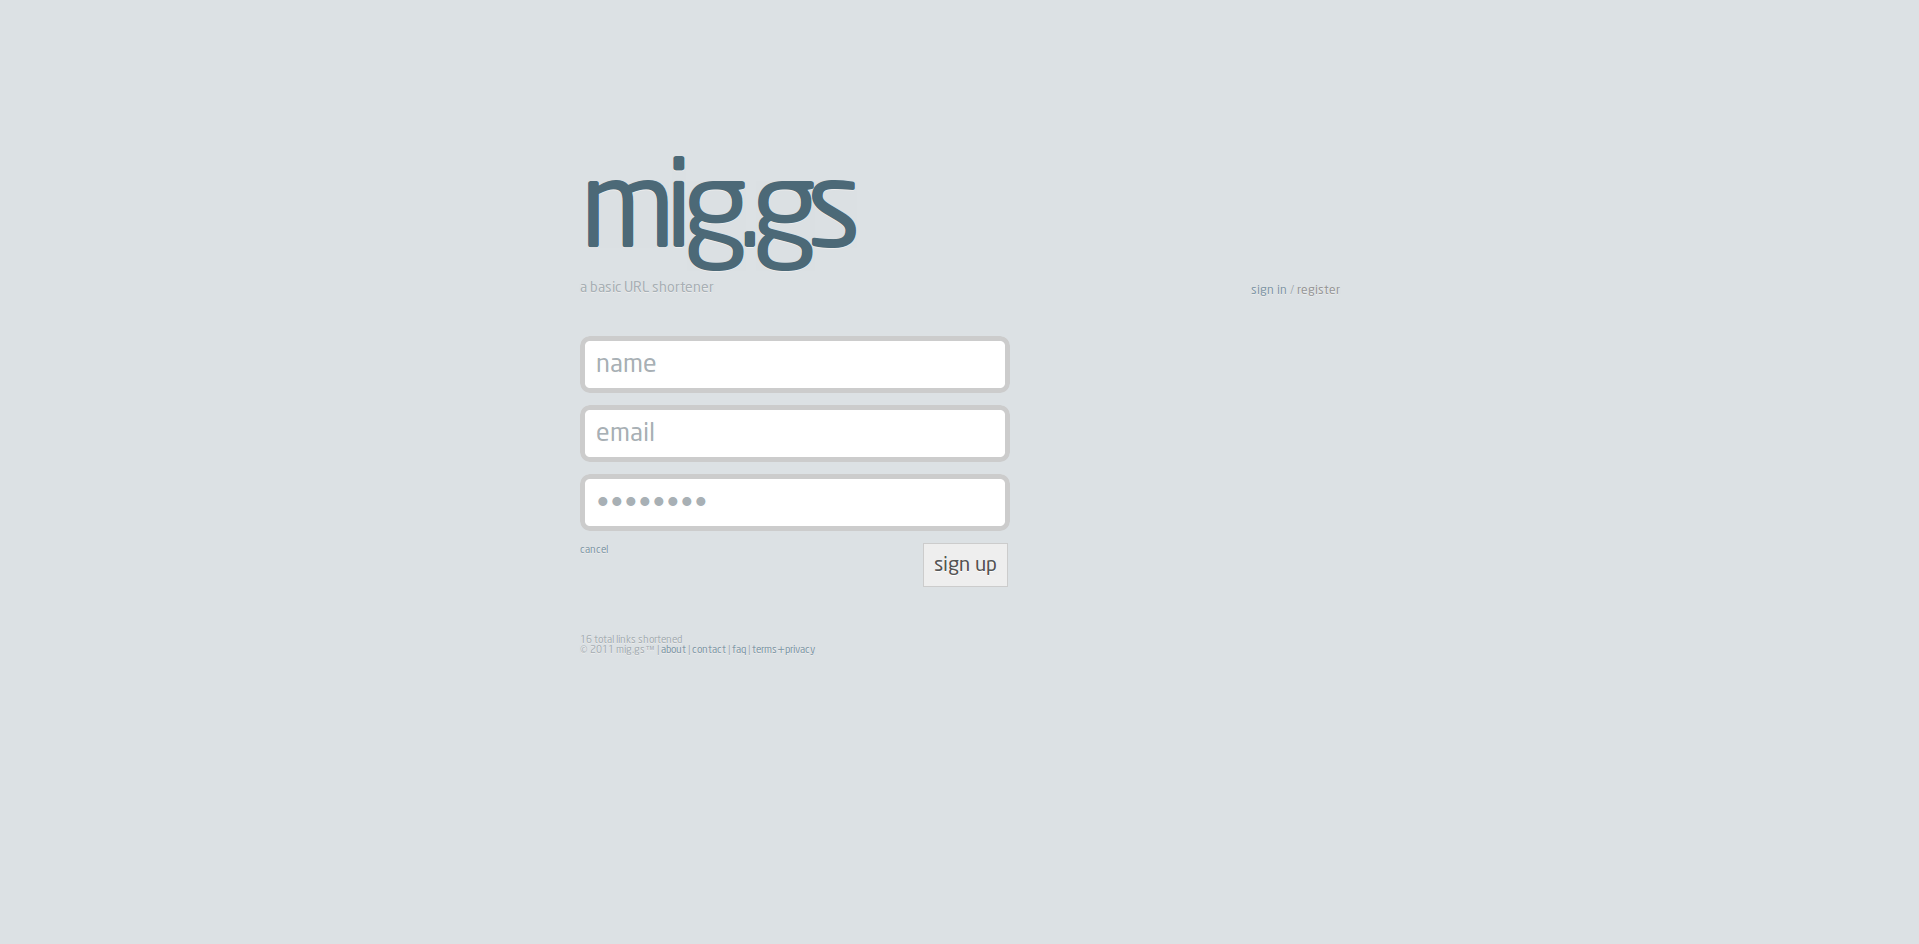 mig.gs
a basic URL shortener
sign in / register
name
email
••••••••
cancel
sign up
16 total links shortened
© 2011 mig.gs™ | about | contact | faq | terms+privacy